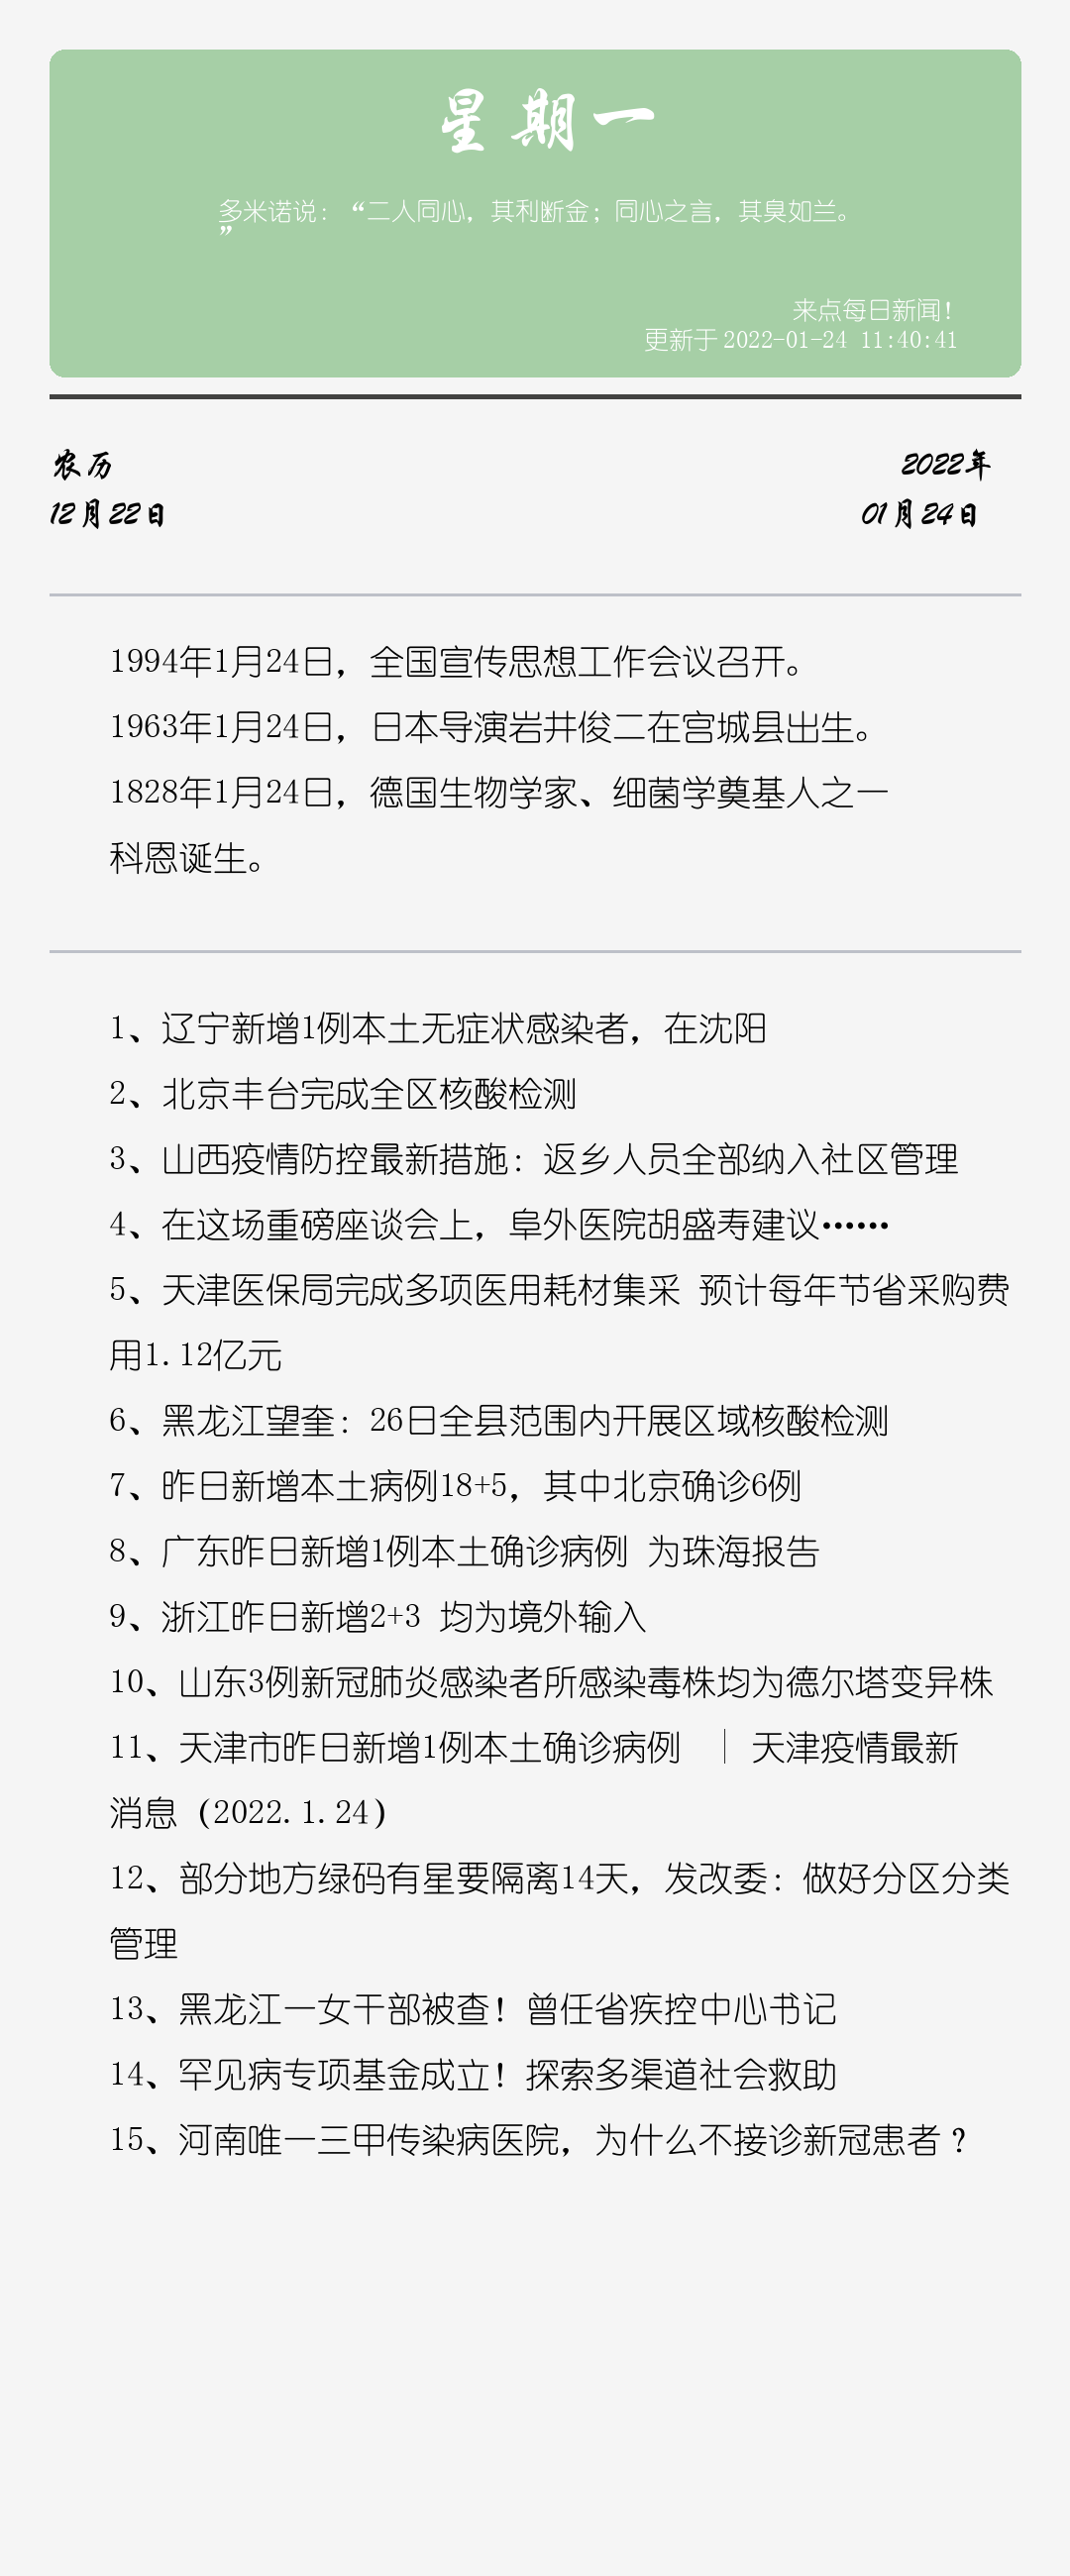 星期一
多米诺说：“二人同心，其利断金；同心之言，其臭如兰。
”
来点每日新闻！
更新于2022-01-24 11:40:41
农历
12月22日
2022年
01月24日
1994年1月24日，全国宣传思想工作会议召开。
1963年1月24日，日本导演岩井俊二在宫城县出生。
1828年1月24日，德国生物学家、细菌学奠基人之一
科恩诞生。
1、辽宁新增1例本土无症状感染者，在沈阳
2、北京丰台完成全区核酸检测
3、山西疫情防控最新措施：返乡人员全部纳入社区管理
4、在这场重磅座谈会上，阜外医院胡盛寿建议……
5、天津医保局完成多项医用耗材集采 预计每年节省采购费
用1.12亿元
6、黑龙江望奎：26日全县范围内开展区域核酸检测
7、昨日新增本土病例18+5，其中北京确诊6例
8、广东昨日新增1例本土确诊病例 为珠海报告
9、浙江昨日新增2+3 均为境外输入
10、山东3例新冠肺炎感染者所感染毒株均为德尔塔变异株
11、天津市昨日新增1例本土确诊病例 ｜ 天津疫情最新
消息（2022.1.24）
12、部分地方绿码有星要隔离14天，发改委：做好分区分类
管理
13、黑龙江一女干部被查！曾任省疾控中心书记
14、罕见病专项基金成立！探索多渠道社会救助
15、河南唯一三甲传染病医院，为什么不接诊新冠患者？